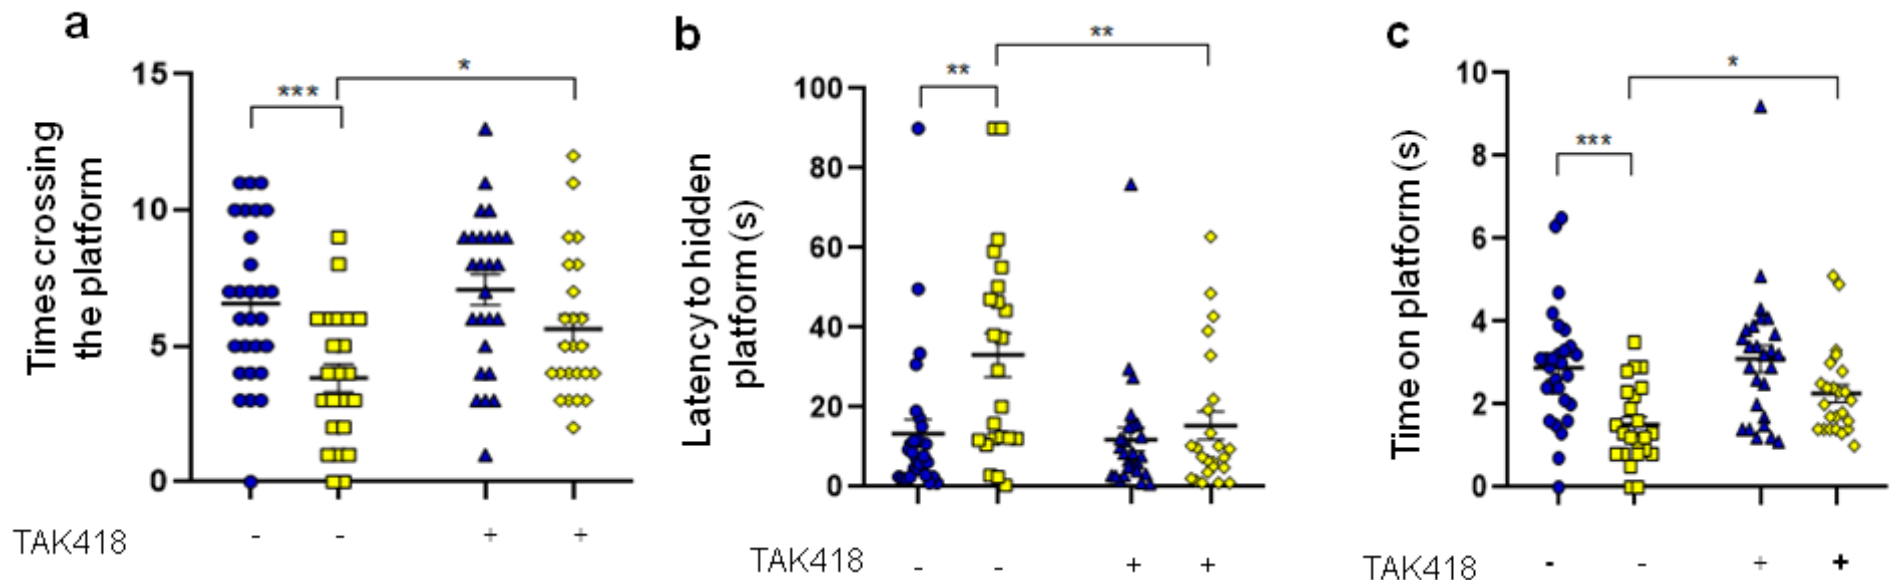 a
Times crossing
the platform
15
10
5
0
***
*
TAK418 - - + +
b
Latency to hidden
platform (s)
100
80
60
40
20
0
**
**
TAK418 - - + +
c
Time on platform (s)
10
8
6
4
2
0
***
*
TAK418 - - + +